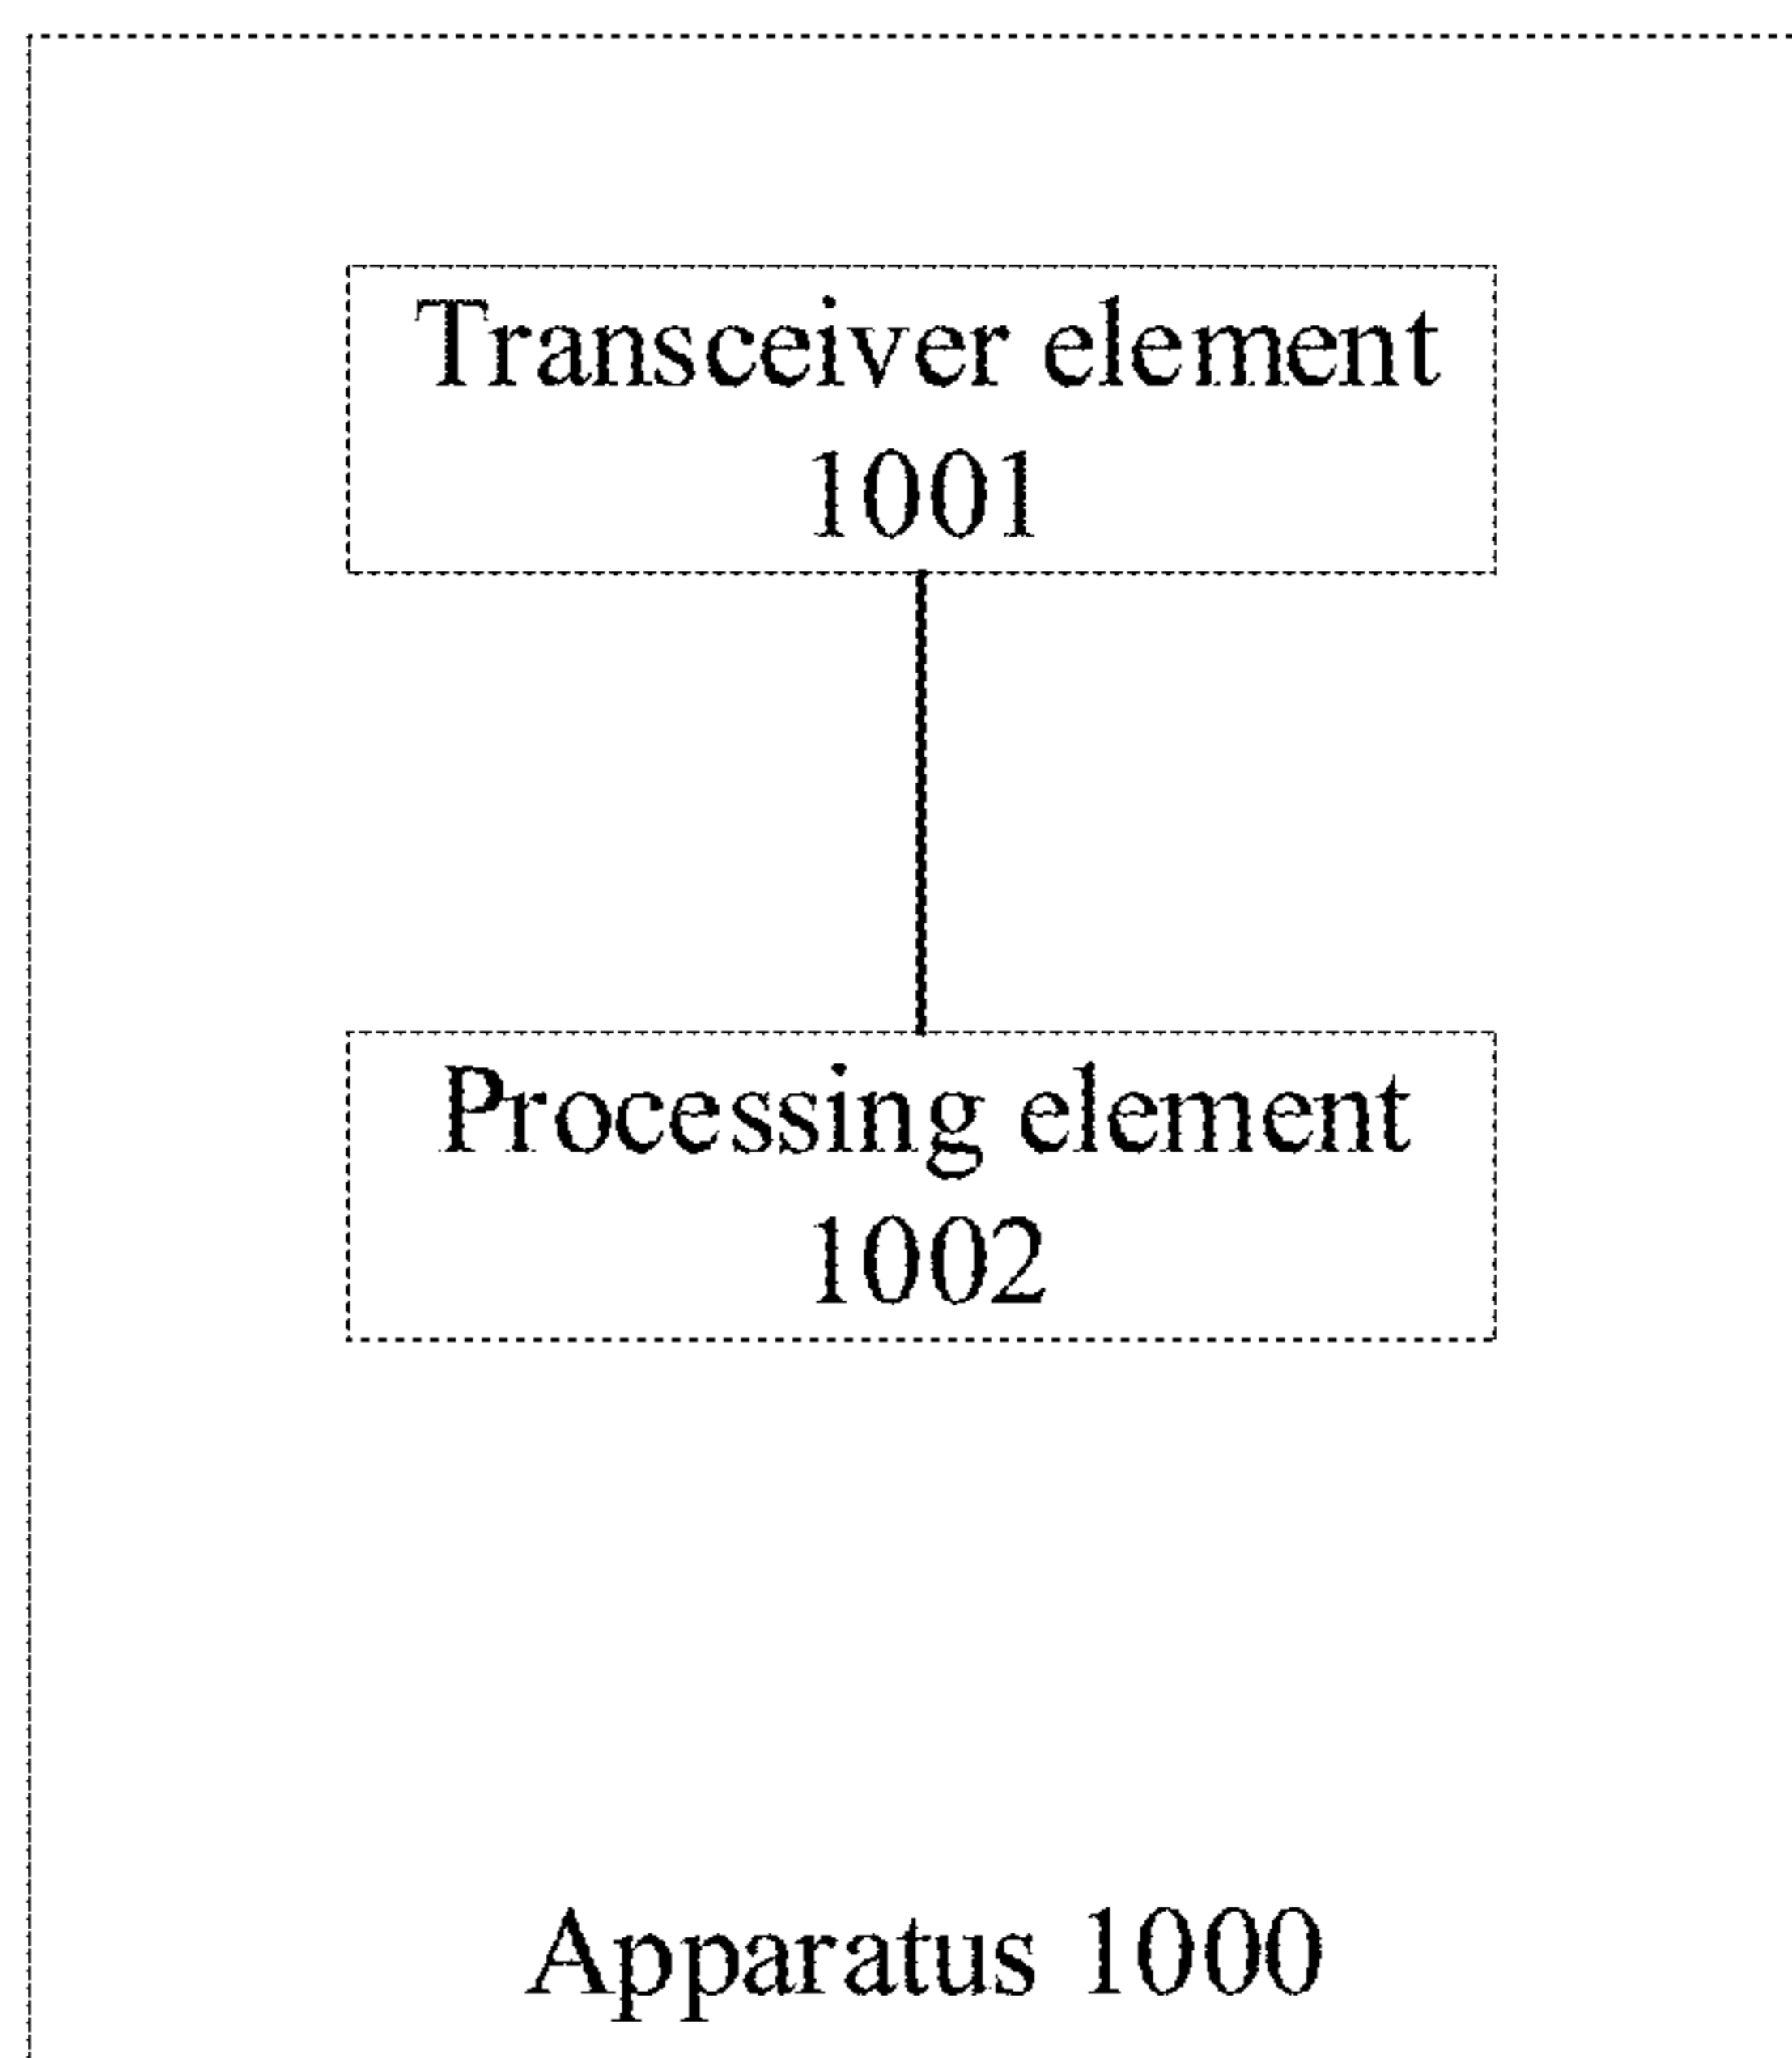 Transceiver element
1001
Processing element
1002
Apparatus 1000